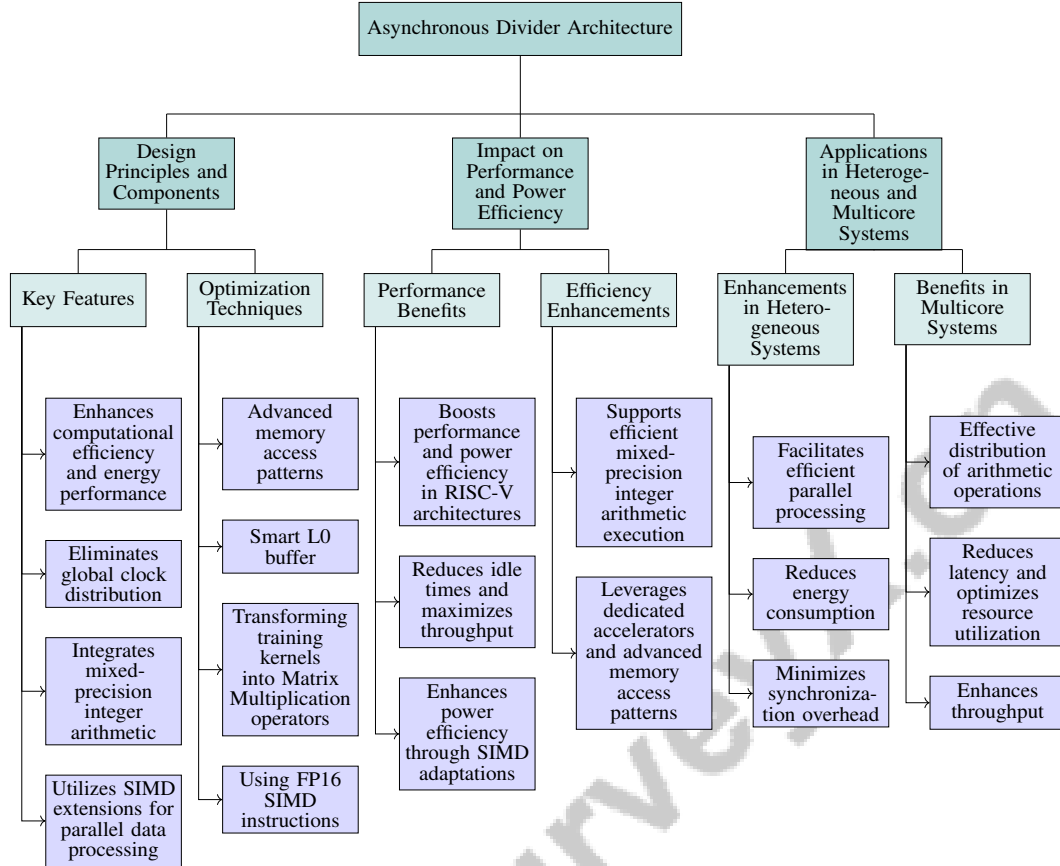 Asynchronous Divider Architecture
Design
Principles and
Components
Impact on
Performance
and Power
Efficiency
Applications
in Heteroge-
neous and
Multicore
Systems
Key Features
Optimization
Techniques
Performance
Benefits
Efficiency
Enhancements
Enhancements
in Hetero-
geneous
Systems
Benefits in
Multicore
Systems
Enhances
computational
efficiency
and energy
performance
Eliminates
global clock
distribution
Integrates
mixed-
precision
integer
arithmetic
Utilizes SIMD
extensions for
parallel data
processing
Advanced
memory
access
patterns
Smart L0
buffer
Transforming
training
kernels
into Matrix
Multiplication
operators
Using FP16
SIMD
instructions
Boosts
performance
and power
efficiency
in RISC-V
architectures
Reduces idle
times and
maximizes
throughput
Enhances
power
efficiency
through SIMD
adaptations
Supports
efficient
mixed-
precision
integer
arithmetic
execution
Leverages
dedicated
accelerators
and advanced
memory
access
patterns
Facilitates
efficient
parallel
processing
Reduces
energy
consumption
Minimizes
synchroniza-
tion overhead
Effective
distribution
of arithmetic
operations
Reduces
latency and
optimizes
resource
utilization
Enhances
throughput